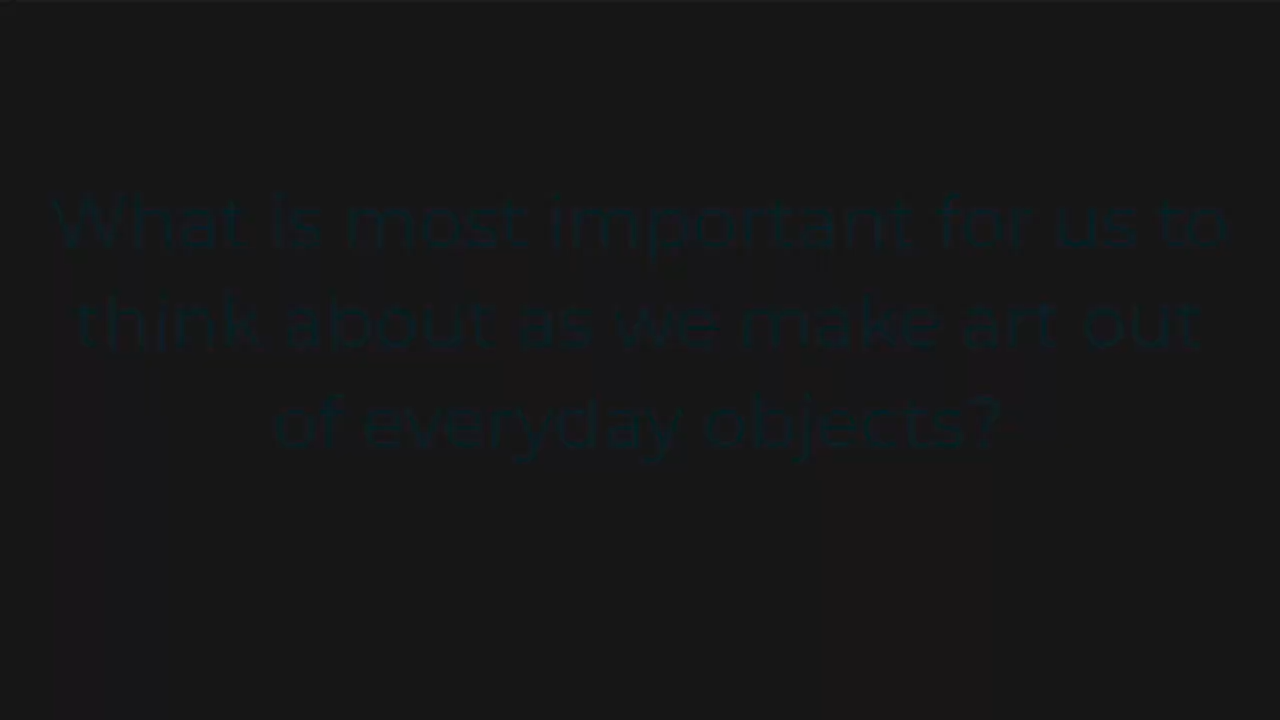 What is most important for us to
think about as we make art out
of everyday objects?